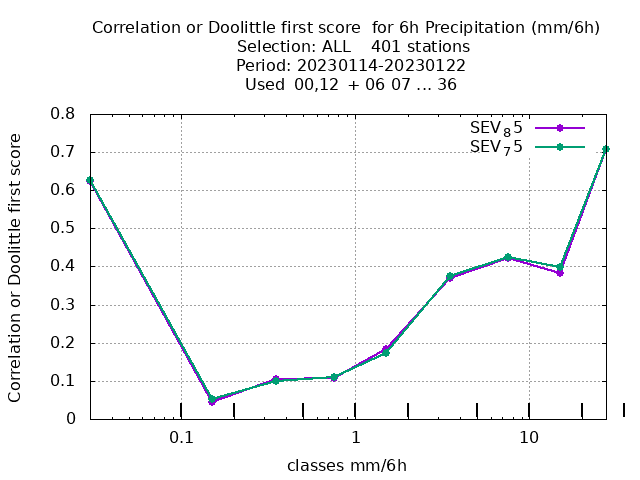 Correlation or Doolittle first score  for 6h Precipitation (mm/6h)
Selection: ALL    401 stations
Period: 20230114-20230122
Used  00,12  + 06 07 ... 36
Correlation or Doolittle first score
0.8
0.7
0.6
0.5
0.4
0.3
0.2
0.1
0
SEV85
SEV75
0.1
1
10
classes mm/6h